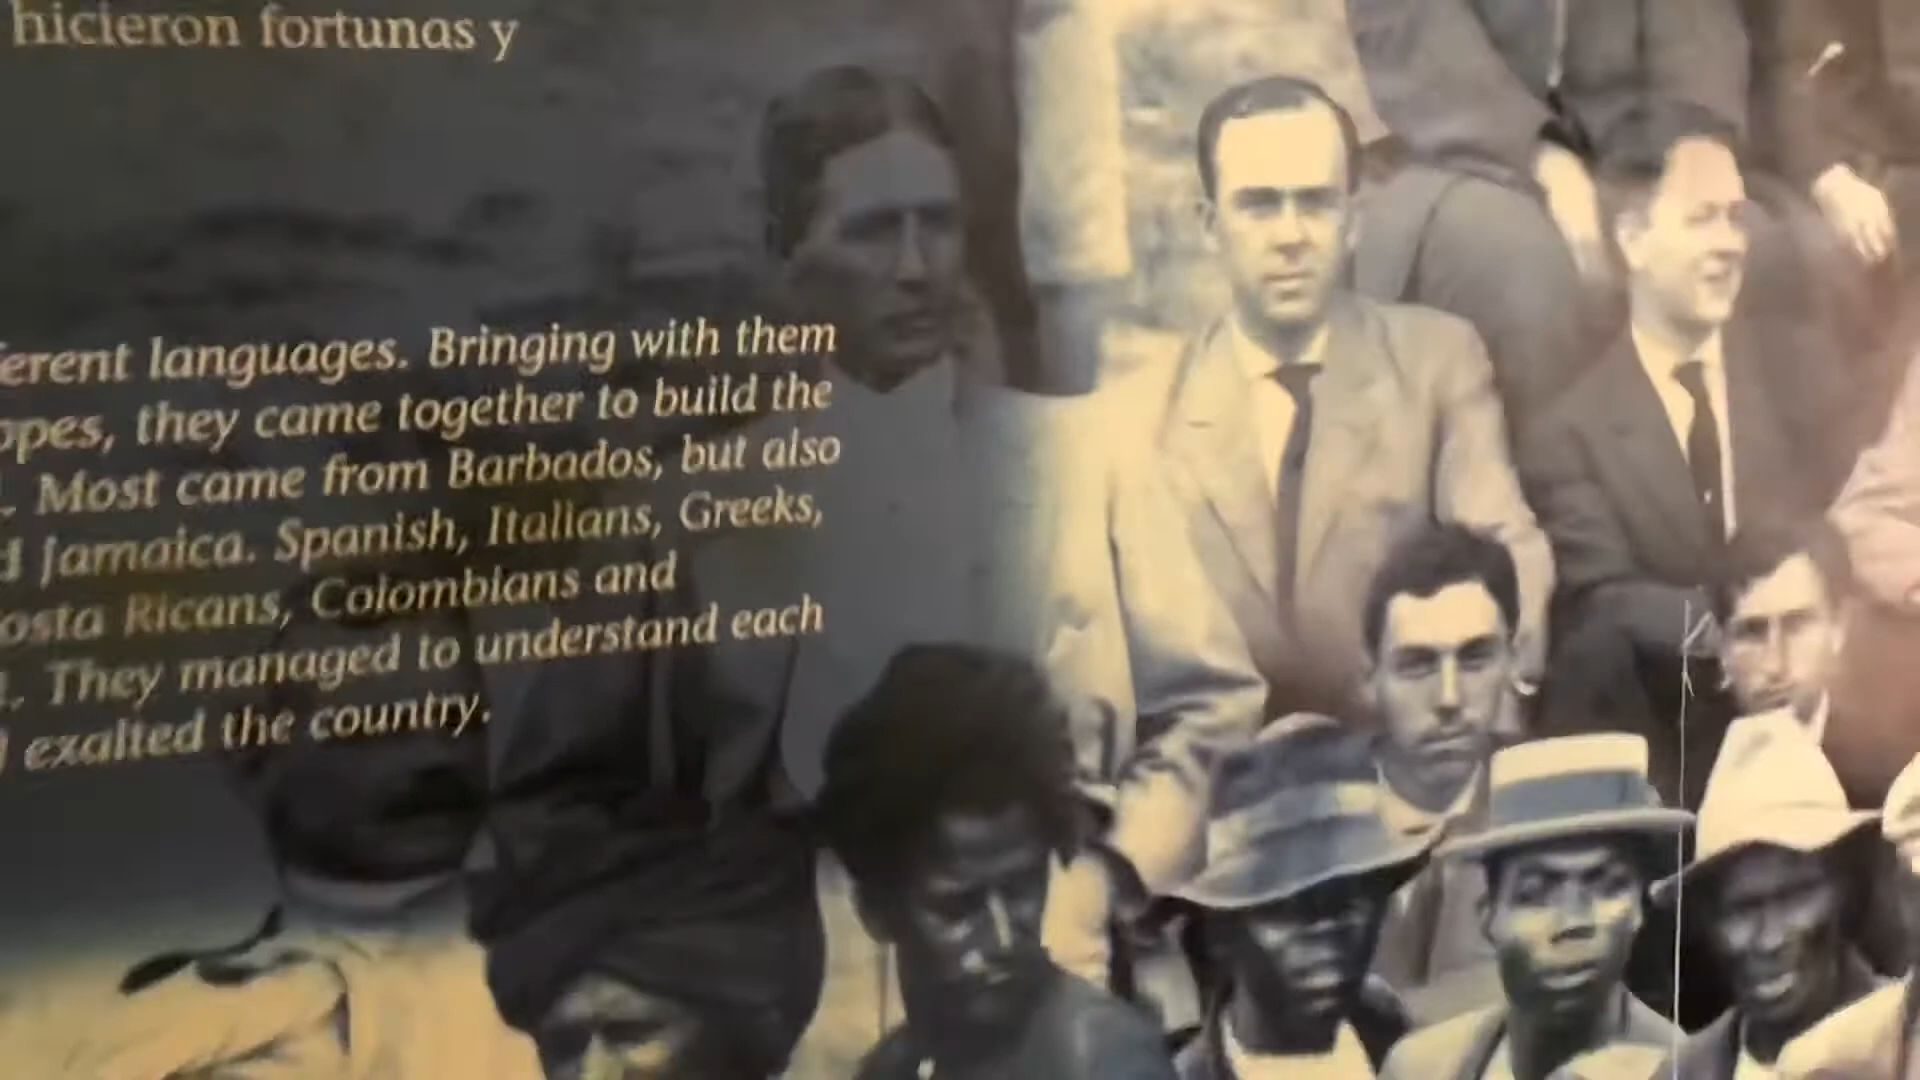 hicieron fortunas y
erent languages. Bringing with them
opes, they came together to build the
. Most came from Barbados, but also
d Jamaica. Spanish, Italians, Greeks,
osta Ricans, Colombians and
. They managed to understand each
exalted the country.